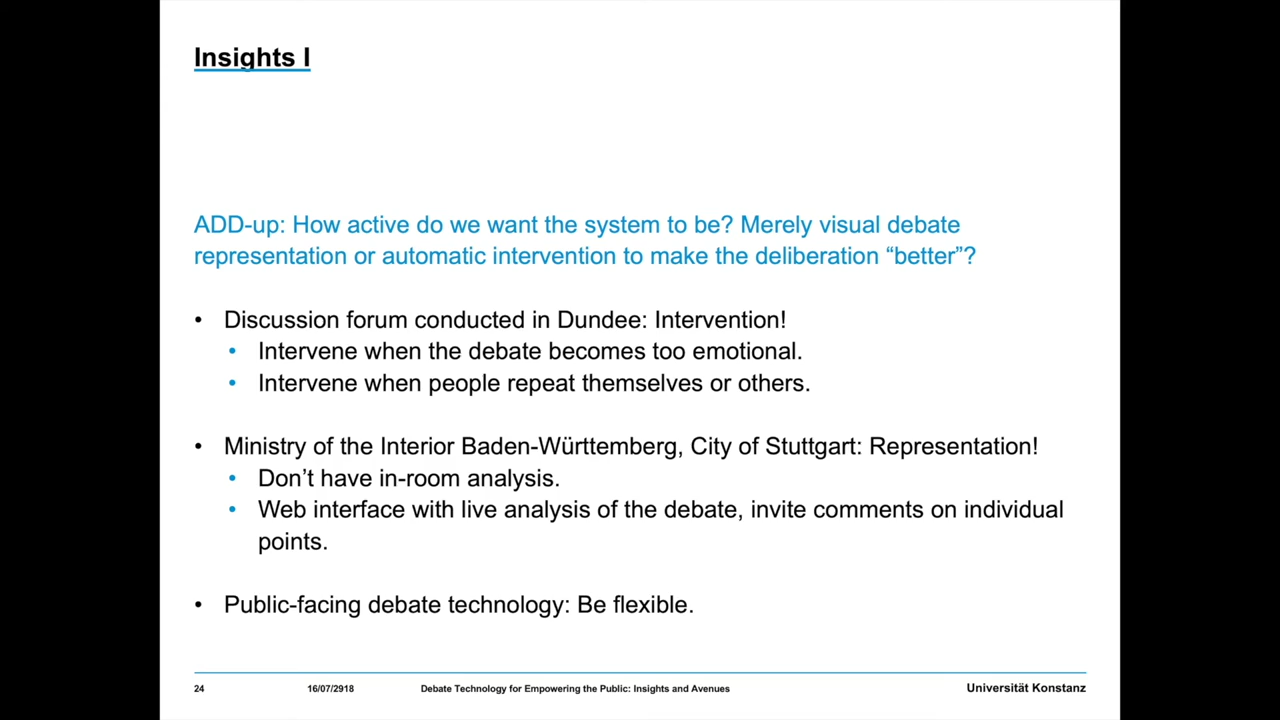 Insights I
ADD-up: How active do we want the system to be? Merely visual debate
representation or automatic intervention to make the deliberation “better”?
• Discussion forum conducted in Dundee: Intervention!
• Intervene when the debate becomes too emotional.
• Intervene when people repeat themselves or others.
• Ministry of the Interior Baden-Württemberg, City of Stuttgart: Representation!
• Don’t have in-room analysis.
• Web interface with live analysis of the debate, invite comments on individual
points.
• Public-facing debate technology: Be flexible.
24 16/07/2918 Debate Technology for Empowering the Public: Insights and Avenues Universität Konstanz